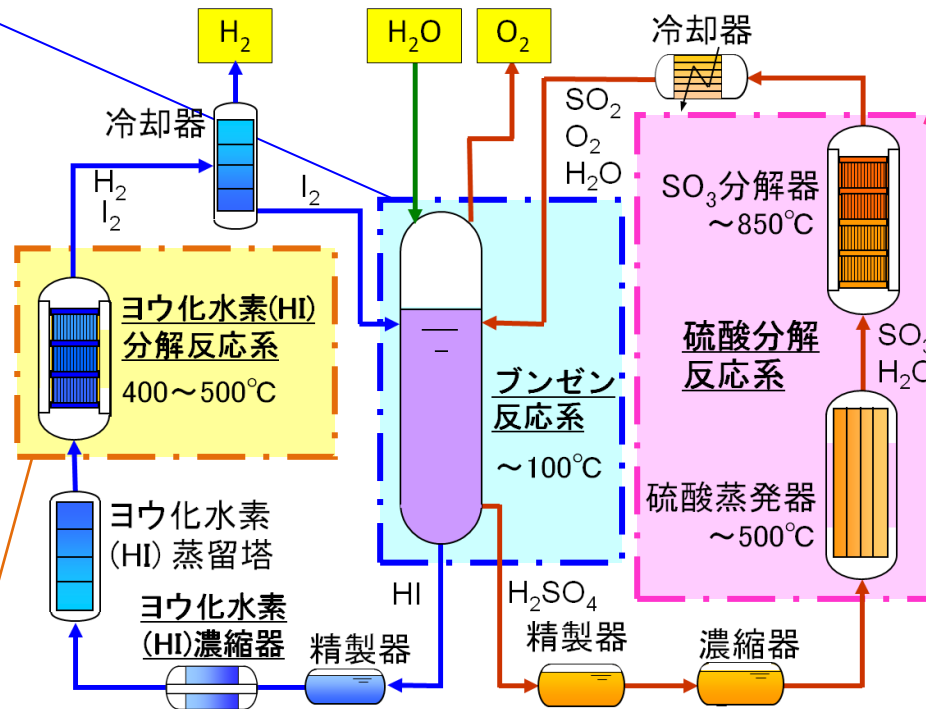 H₂
H₂O
O₂
冷却器
冷却器
SO₂
O₂
H₂O
H₂
I₂
I₂
SO₃分解器
～850℃
ヨウ化水素(HI)
分解反応系
400～500℃
硫酸分解
反応系
SO₃
H₂O
ブンゼン
反応系
～100℃
硫酸蒸発器
～500℃
ヨウ化水素
(HI)蒸留塔
HI
H₂SO₄
ヨウ化水素
(HI)濃縮器
精製器
精製器
濃縮器